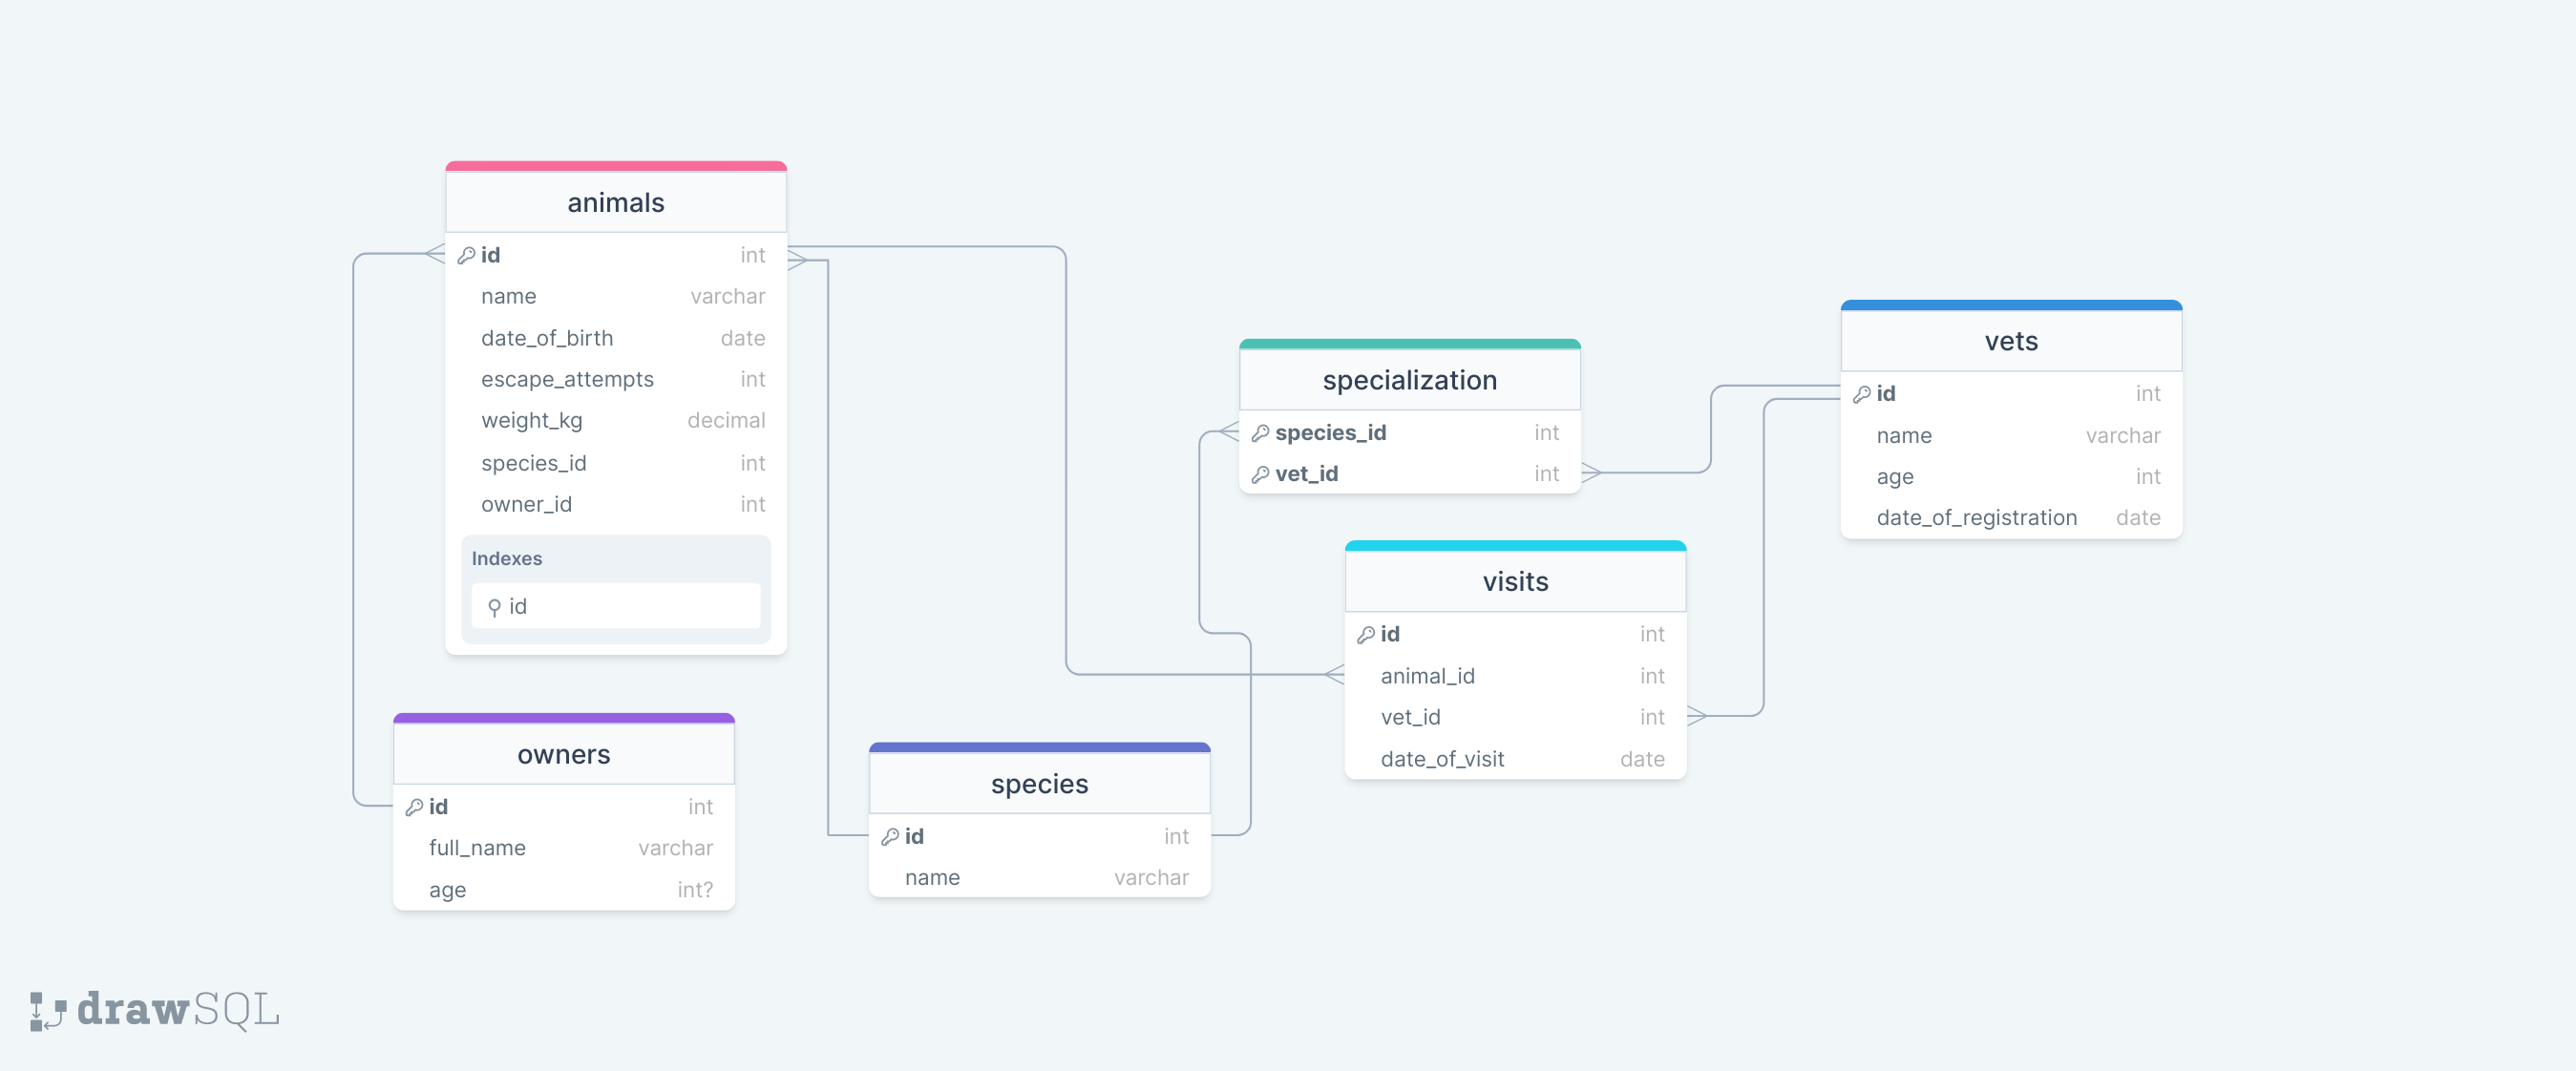 animals
id int
name varchar
date_of_birth date
escape_attempts int
weight_kg decimal
species_id int
owner_id int
Indexes
id
owners
id int
full_name varchar
age int?
species
id int
name varchar
specialization
species_id int
vet_id int
visits
id int
animal_id int
vet_id int
date_of_visit date
vets
id int
name varchar
age int
date_of_registration date
drawSQL